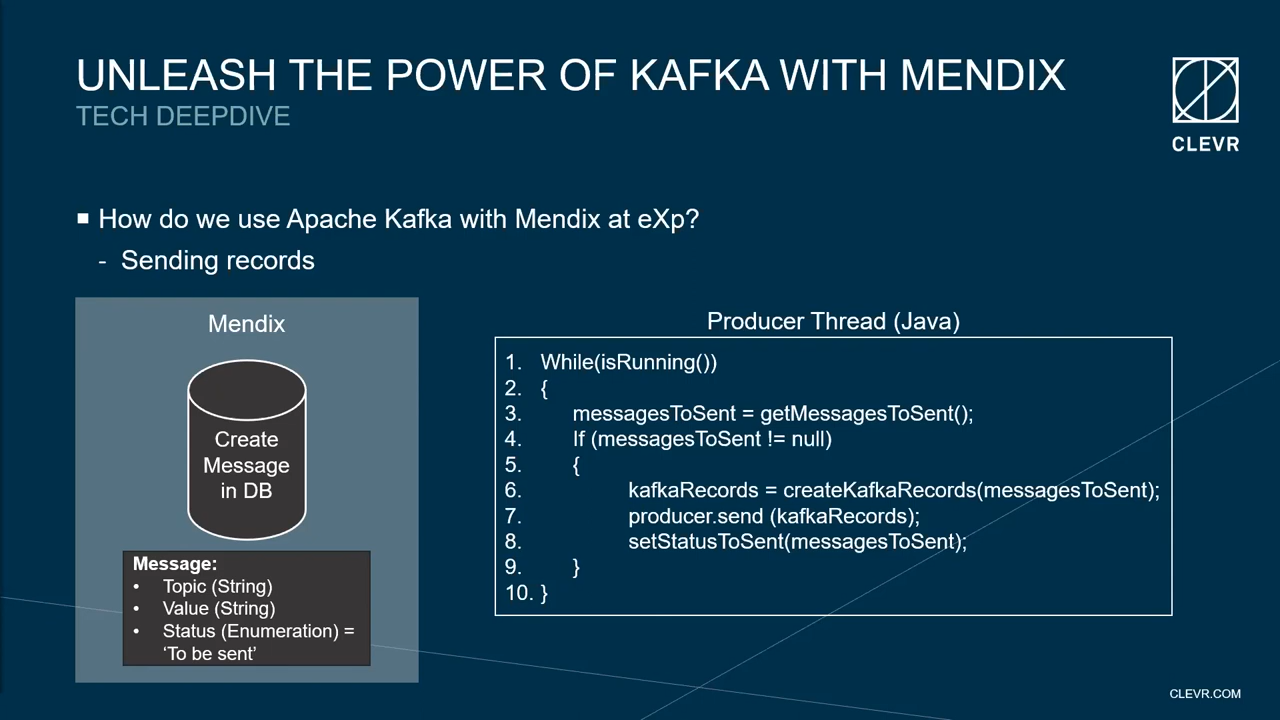 UNLEASH THE POWER OF KAFKA WITH MENDIX
TECH DEEPDIVE
CLEVR
▪ How do we use Apache Kafka with Mendix at eXp?
- Sending records
Mendix
Create
Message
in DB
Message:
• Topic (String)
• Value (String)
• Status (Enumeration) =
‘To be sent’
Producer Thread (Java)
1. While(isRunning())
2. {
3. messagesToSent = getMessagesToSent();
4. If (messagesToSent != null)
5. {
6. kafkaRecords = createKafkaRecords(messagesToSent);
7. producer.send (kafkaRecords);
8. setStatusToSent(messagesToSent);
9. }
10. }
CLEVR.COM